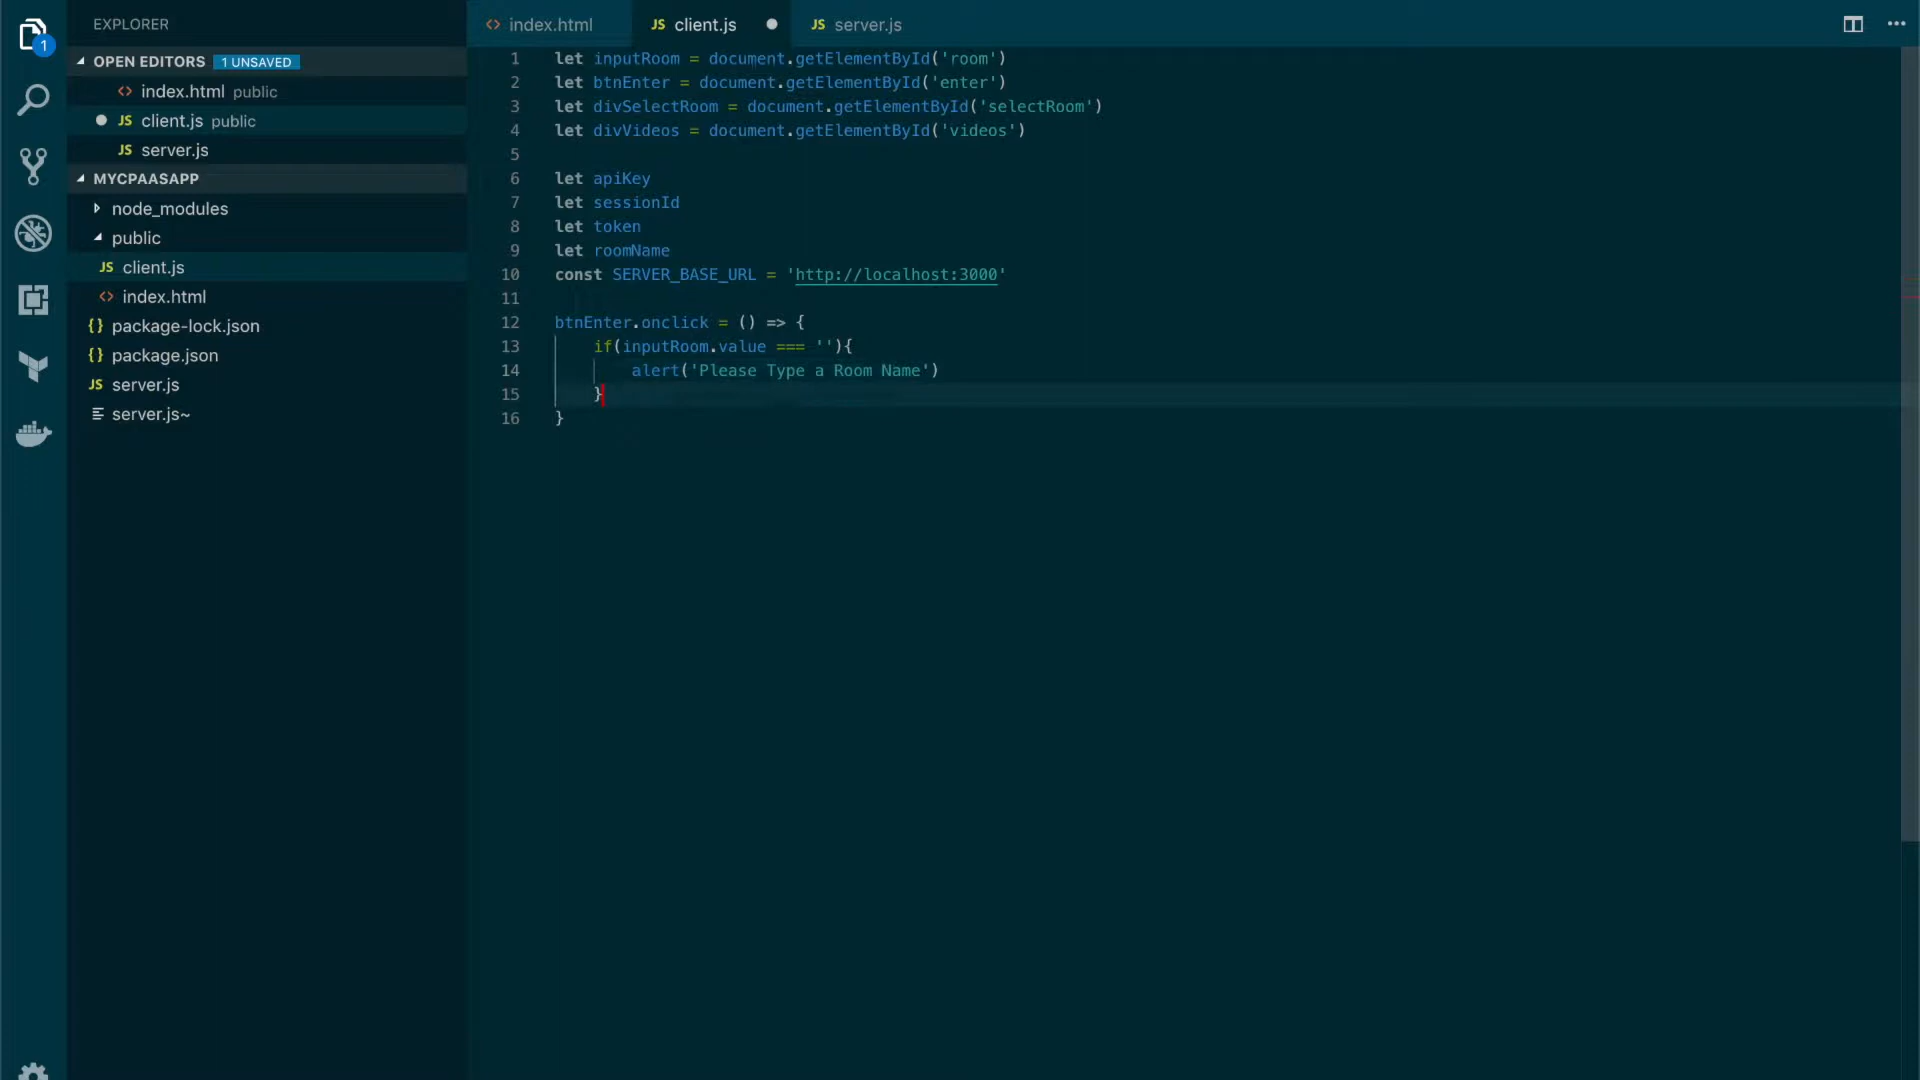 EXPLORER
OPEN EDITORS 1 UNSAVED
index.html public
JS client.js public
JS server.js
MYCPAASAPP
node_modules
public
JS client.js
index.html
{} package-lock.json
{} package.json
JS server.js
server.js~
1
<> index.html
JS client.js
JS server.js
1 let inputRoom = document.getElementById('room')
2 let btnEnter = document.getElementById('enter')
3 let divSelectRoom = document.getElementById('selectRoom')
4 let divVideos = document.getElementById('videos')
5
6 let apiKey
7 let sessionId
8 let token
9 let roomName
10 const SERVER_BASE_URL = 'http://localhost:3000'
11
12 btnEnter.onclick = () => {
13     if(inputRoom.value === ''){
14         alert('Please Type a Room Name')
15     }
16 }